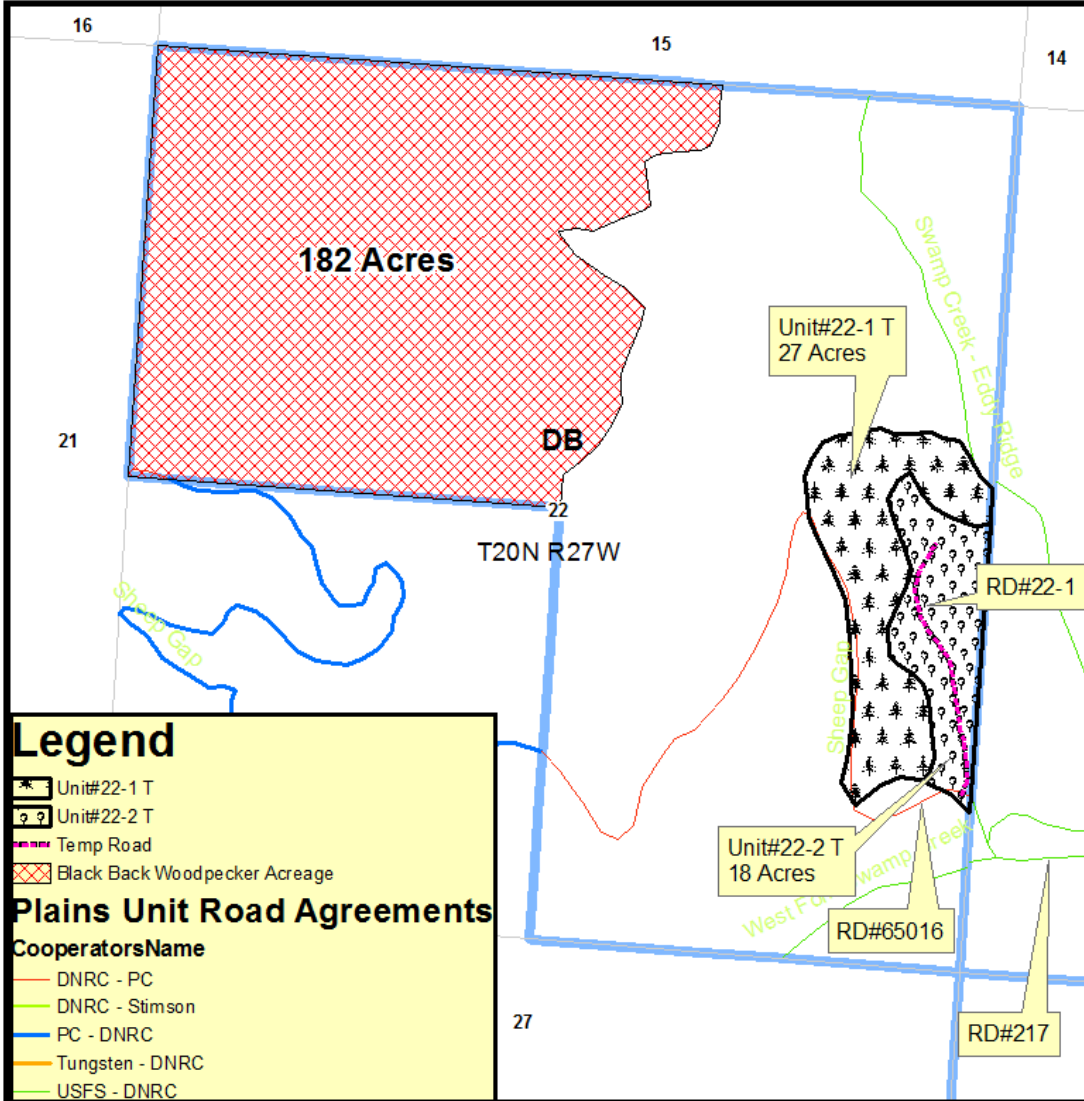 16
15
14
182 Acres
Unit#22-1 T
27 Acres
Swamp Creek - Eddy Ridge
21
DB
22
T20N R27W
RD#22-1
Sheep Gap
Sheep Gap
Unit#22-2 T
18 Acres
West Fork Swamp Creek
RD#65016
RD#217
27
Legend
Unit#22-1 T
Unit#22-2 T
Temp Road
Black Back Woodpecker Acreage
Plains Unit Road Agreements
CooperatorsName
DNRC - PC
DNRC - Stimson
PC - DNRC
Tungsten - DNRC
USFS - DNRC